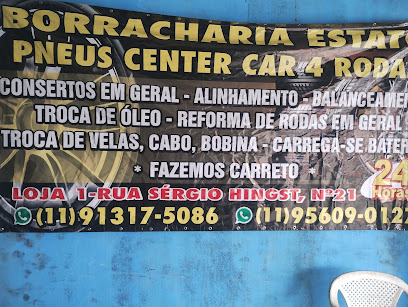 BORRACHARIA ESTAT
PNEUS CENTER CAR 4 RODA
CONSERTOS EM GERAL - ALINHAMENTO - BALANCEAME
TROCA DE ÓLEO - REFORMA DE RODAS EM GERAL
TROCA DE VELAS, CABO, BOBINA - CARREGA-SE BATER
* FAZEMOS CARRETO *
24 Horas
LOJA 1-RUA SÉRGIO HINGST, Nº21
(11)91317-5086 (11)95609-0127